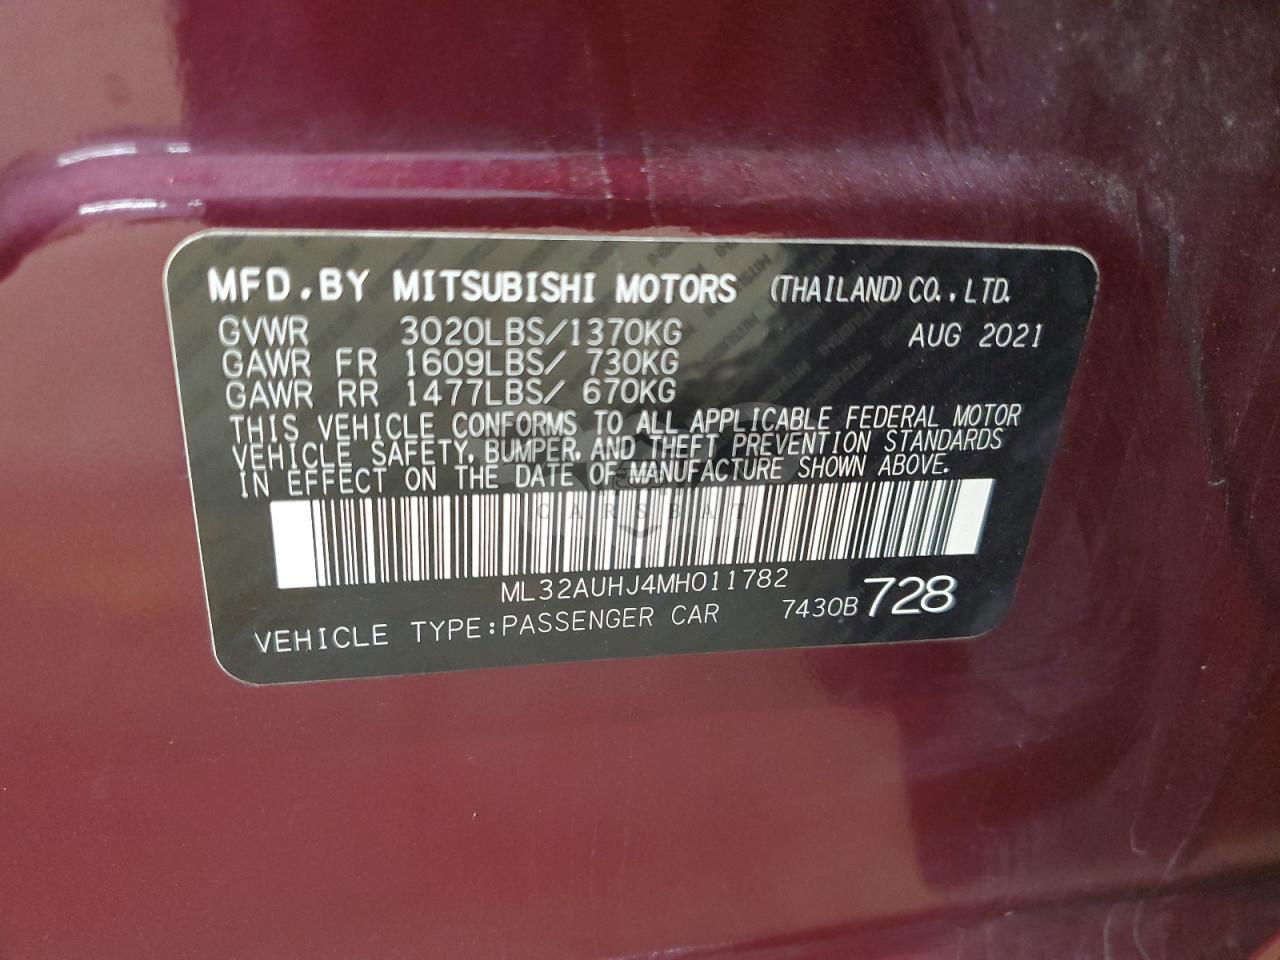 MFD.BY MITSUBISHI MOTORS (THAILAND) CO., LTD.
GVWR 3020LBS/1370KG AUG 2021
GAWR FR 1609LBS/ 730KG
GAWR RR 1477LBS/ 670KG
THIS VEHICLE CONFORMS TO ALL APPLICABLE FEDERAL MOTOR
VEHICLE SAFETY, BUMPER, AND THEFT PREVENTION STANDARDS
IN EFFECT ON THE DATE OF MANUFACTURE SHOWN ABOVE.
CARSBAT
ML32AUHJ4MH011782
7430B 728
VEHICLE TYPE:PASSENGER CAR